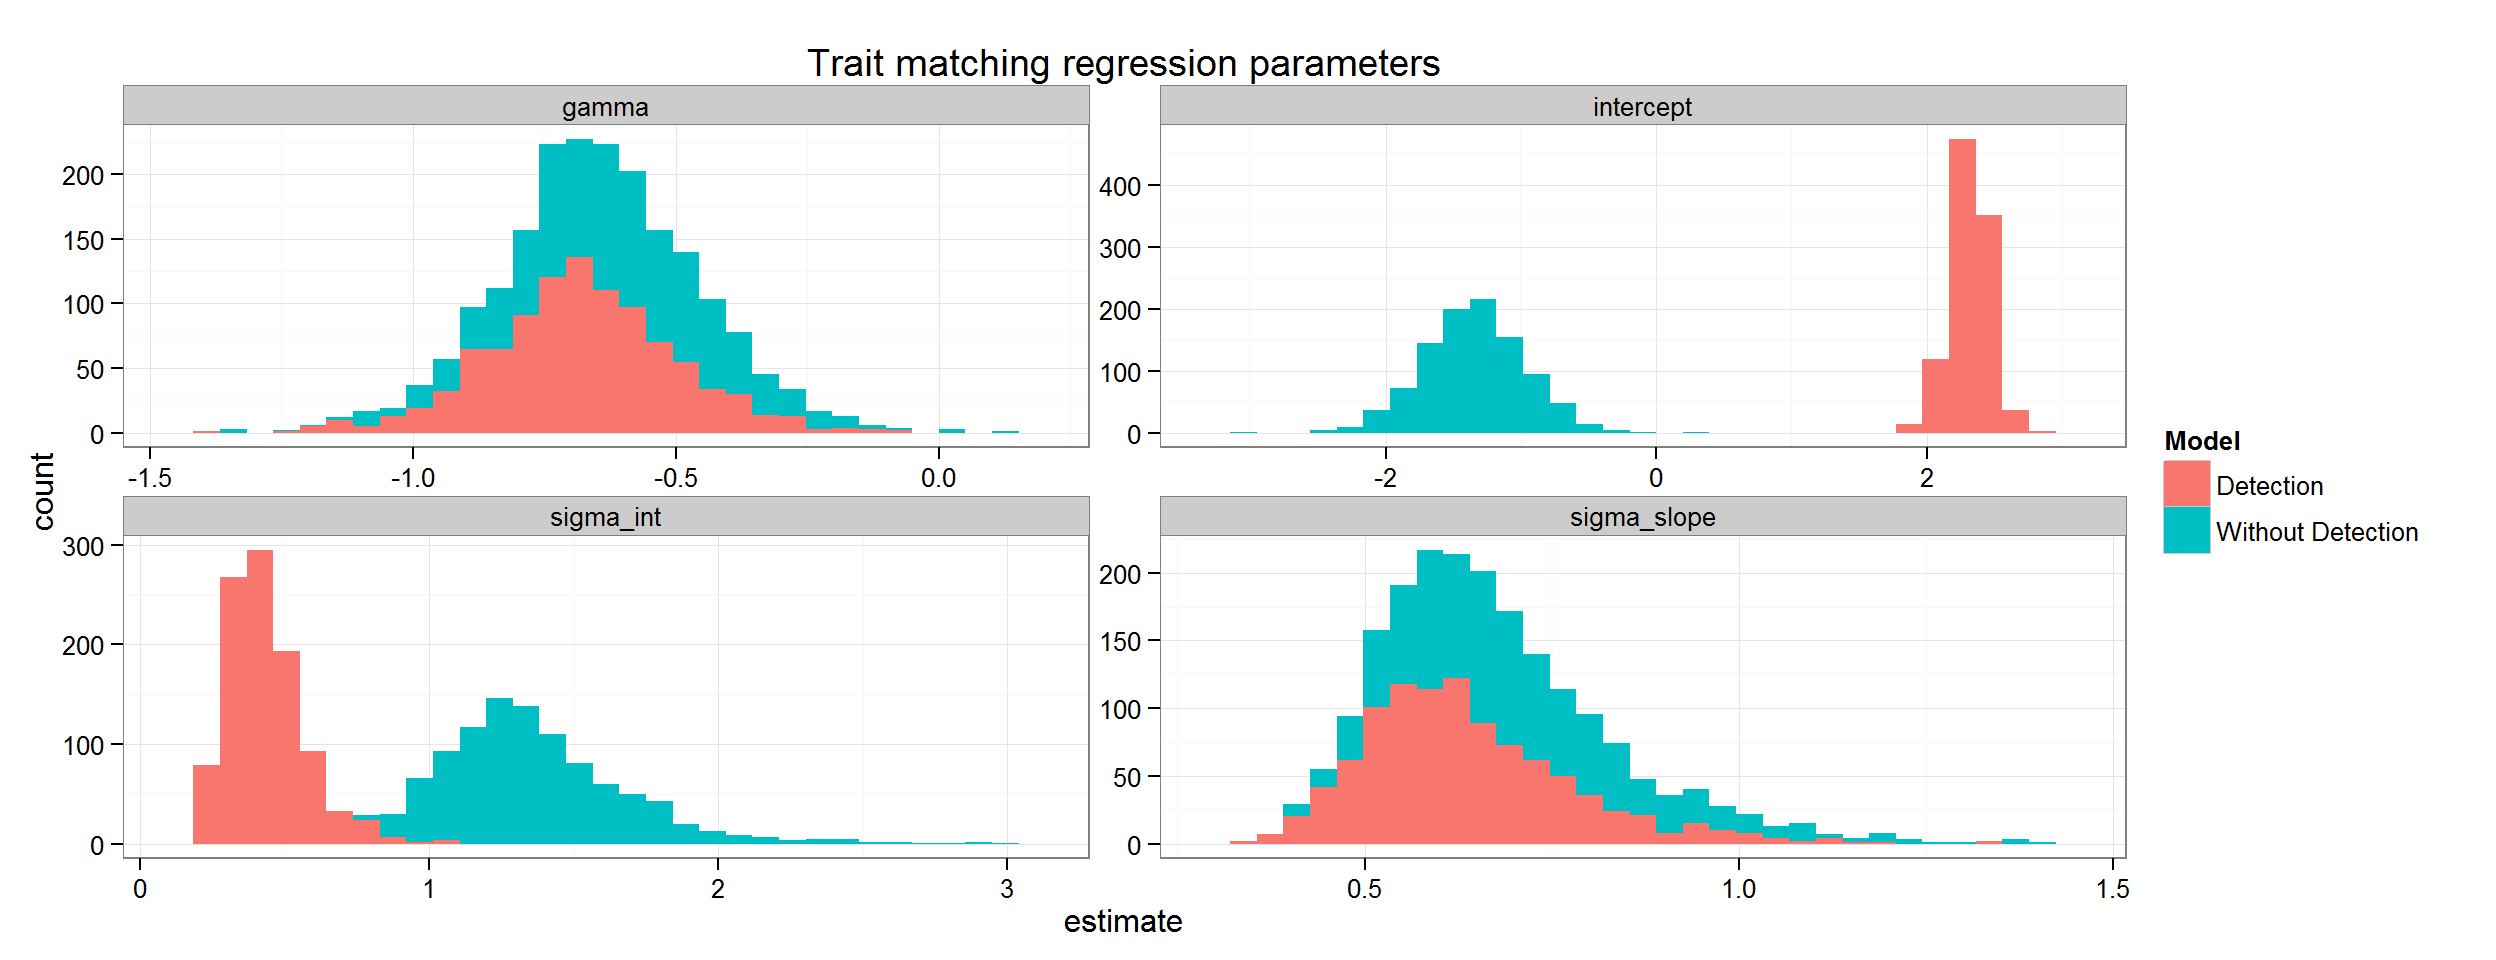 Trait matching regression parameters
gamma
intercept
200
150
100
50
0
-1.5 -1.0 -0.5 0.0
400
300
200
100
0
-2 0 2
sigma_int
sigma_slope
300
200
100
0
0 1 2 3
200
150
100
50
0
0.5 1.0 1.5
count
estimate
Model
Detection
Without Detection